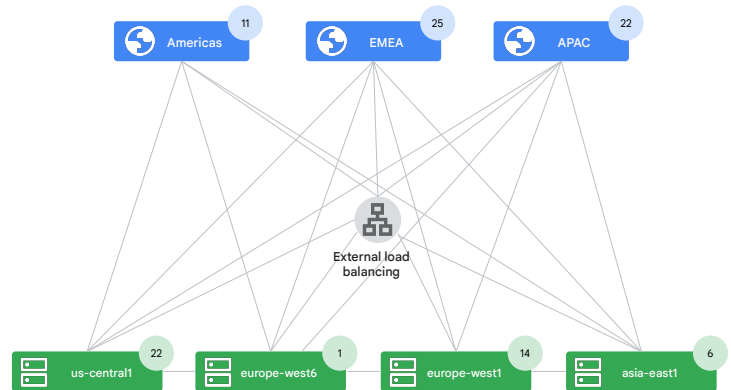 11
Americas
25
EMEA
22
APAC
External load
balancing
22
us-central1
1
europe-west6
14
europe-west1
6
asia-east1